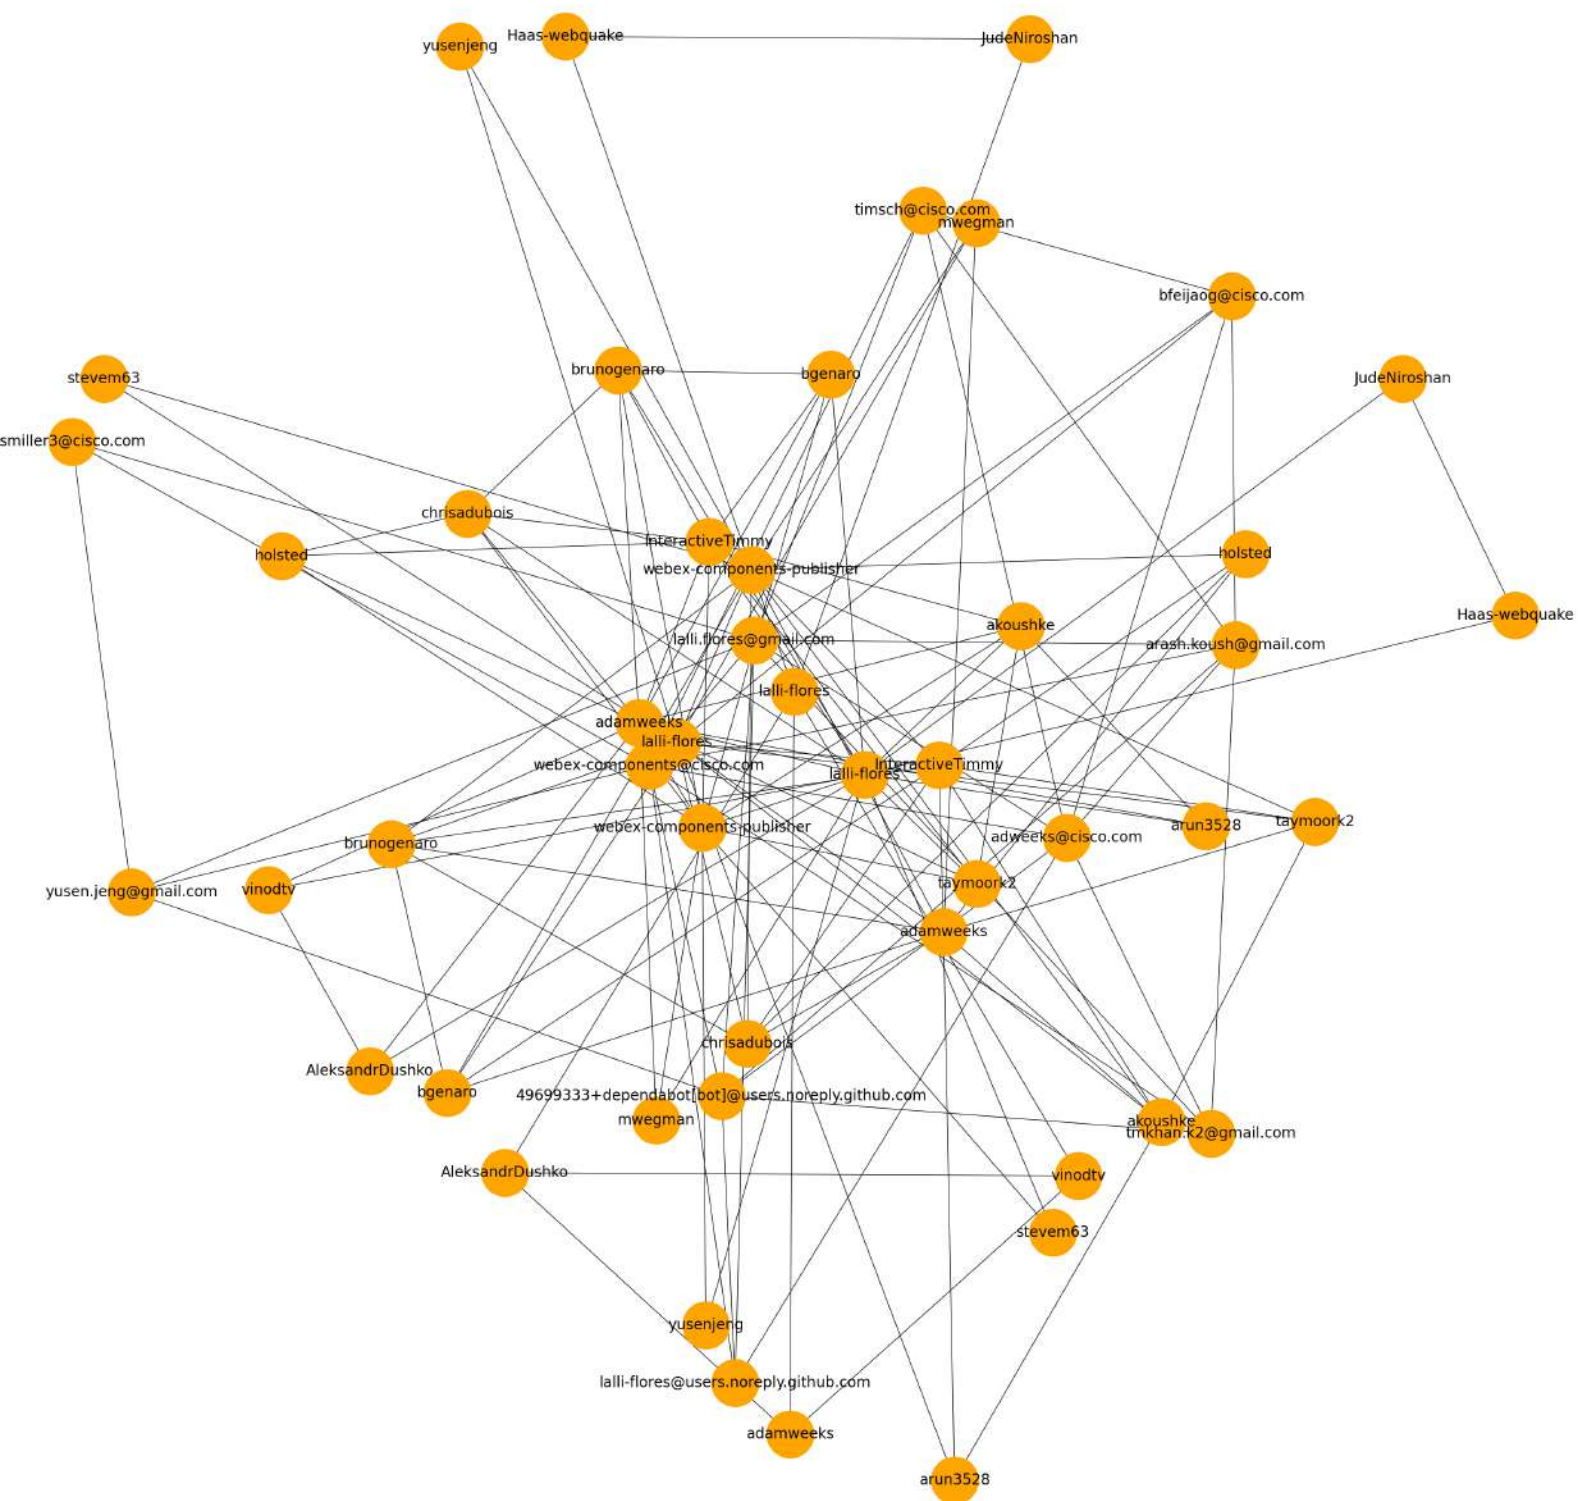 Haas-webquake
JudeNiroshan
yusenjeng
timsch@cisco.com
mwegman
bfeijaog@cisco.com
brunogenaro
bgenaro
stevem63
JudeNiroshan
smiller3@cisco.com
chrisadubois
InteractiveTimmy
holsted
holsted
webex-components-publisher
Haas-webquake
akoushke
lalli.flores@gmail.com
arash.koush@gmail.com
lalli-flores
adamweeks
lalli-flores
webex-components@cisco.com
InteractiveTimmy
lalli-flores
taymoork2
webex-components-publisher
arun3528
adweeks@cisco.com
brunogenaro
taymoork2
yusen.jeng@gmail.com
vinodtv
adamweeks
chrisadubois
AleksandrDushko
bgenaro
49699333+dependabot[bot]@users.noreply.github.com
mwegman
akoushke
tmkhan.k2@gmail.com
AleksandrDushko
vinodtv
stevem63
yusenjeng
lalli-flores@users.noreply.github.com
adamweeks
arun3528